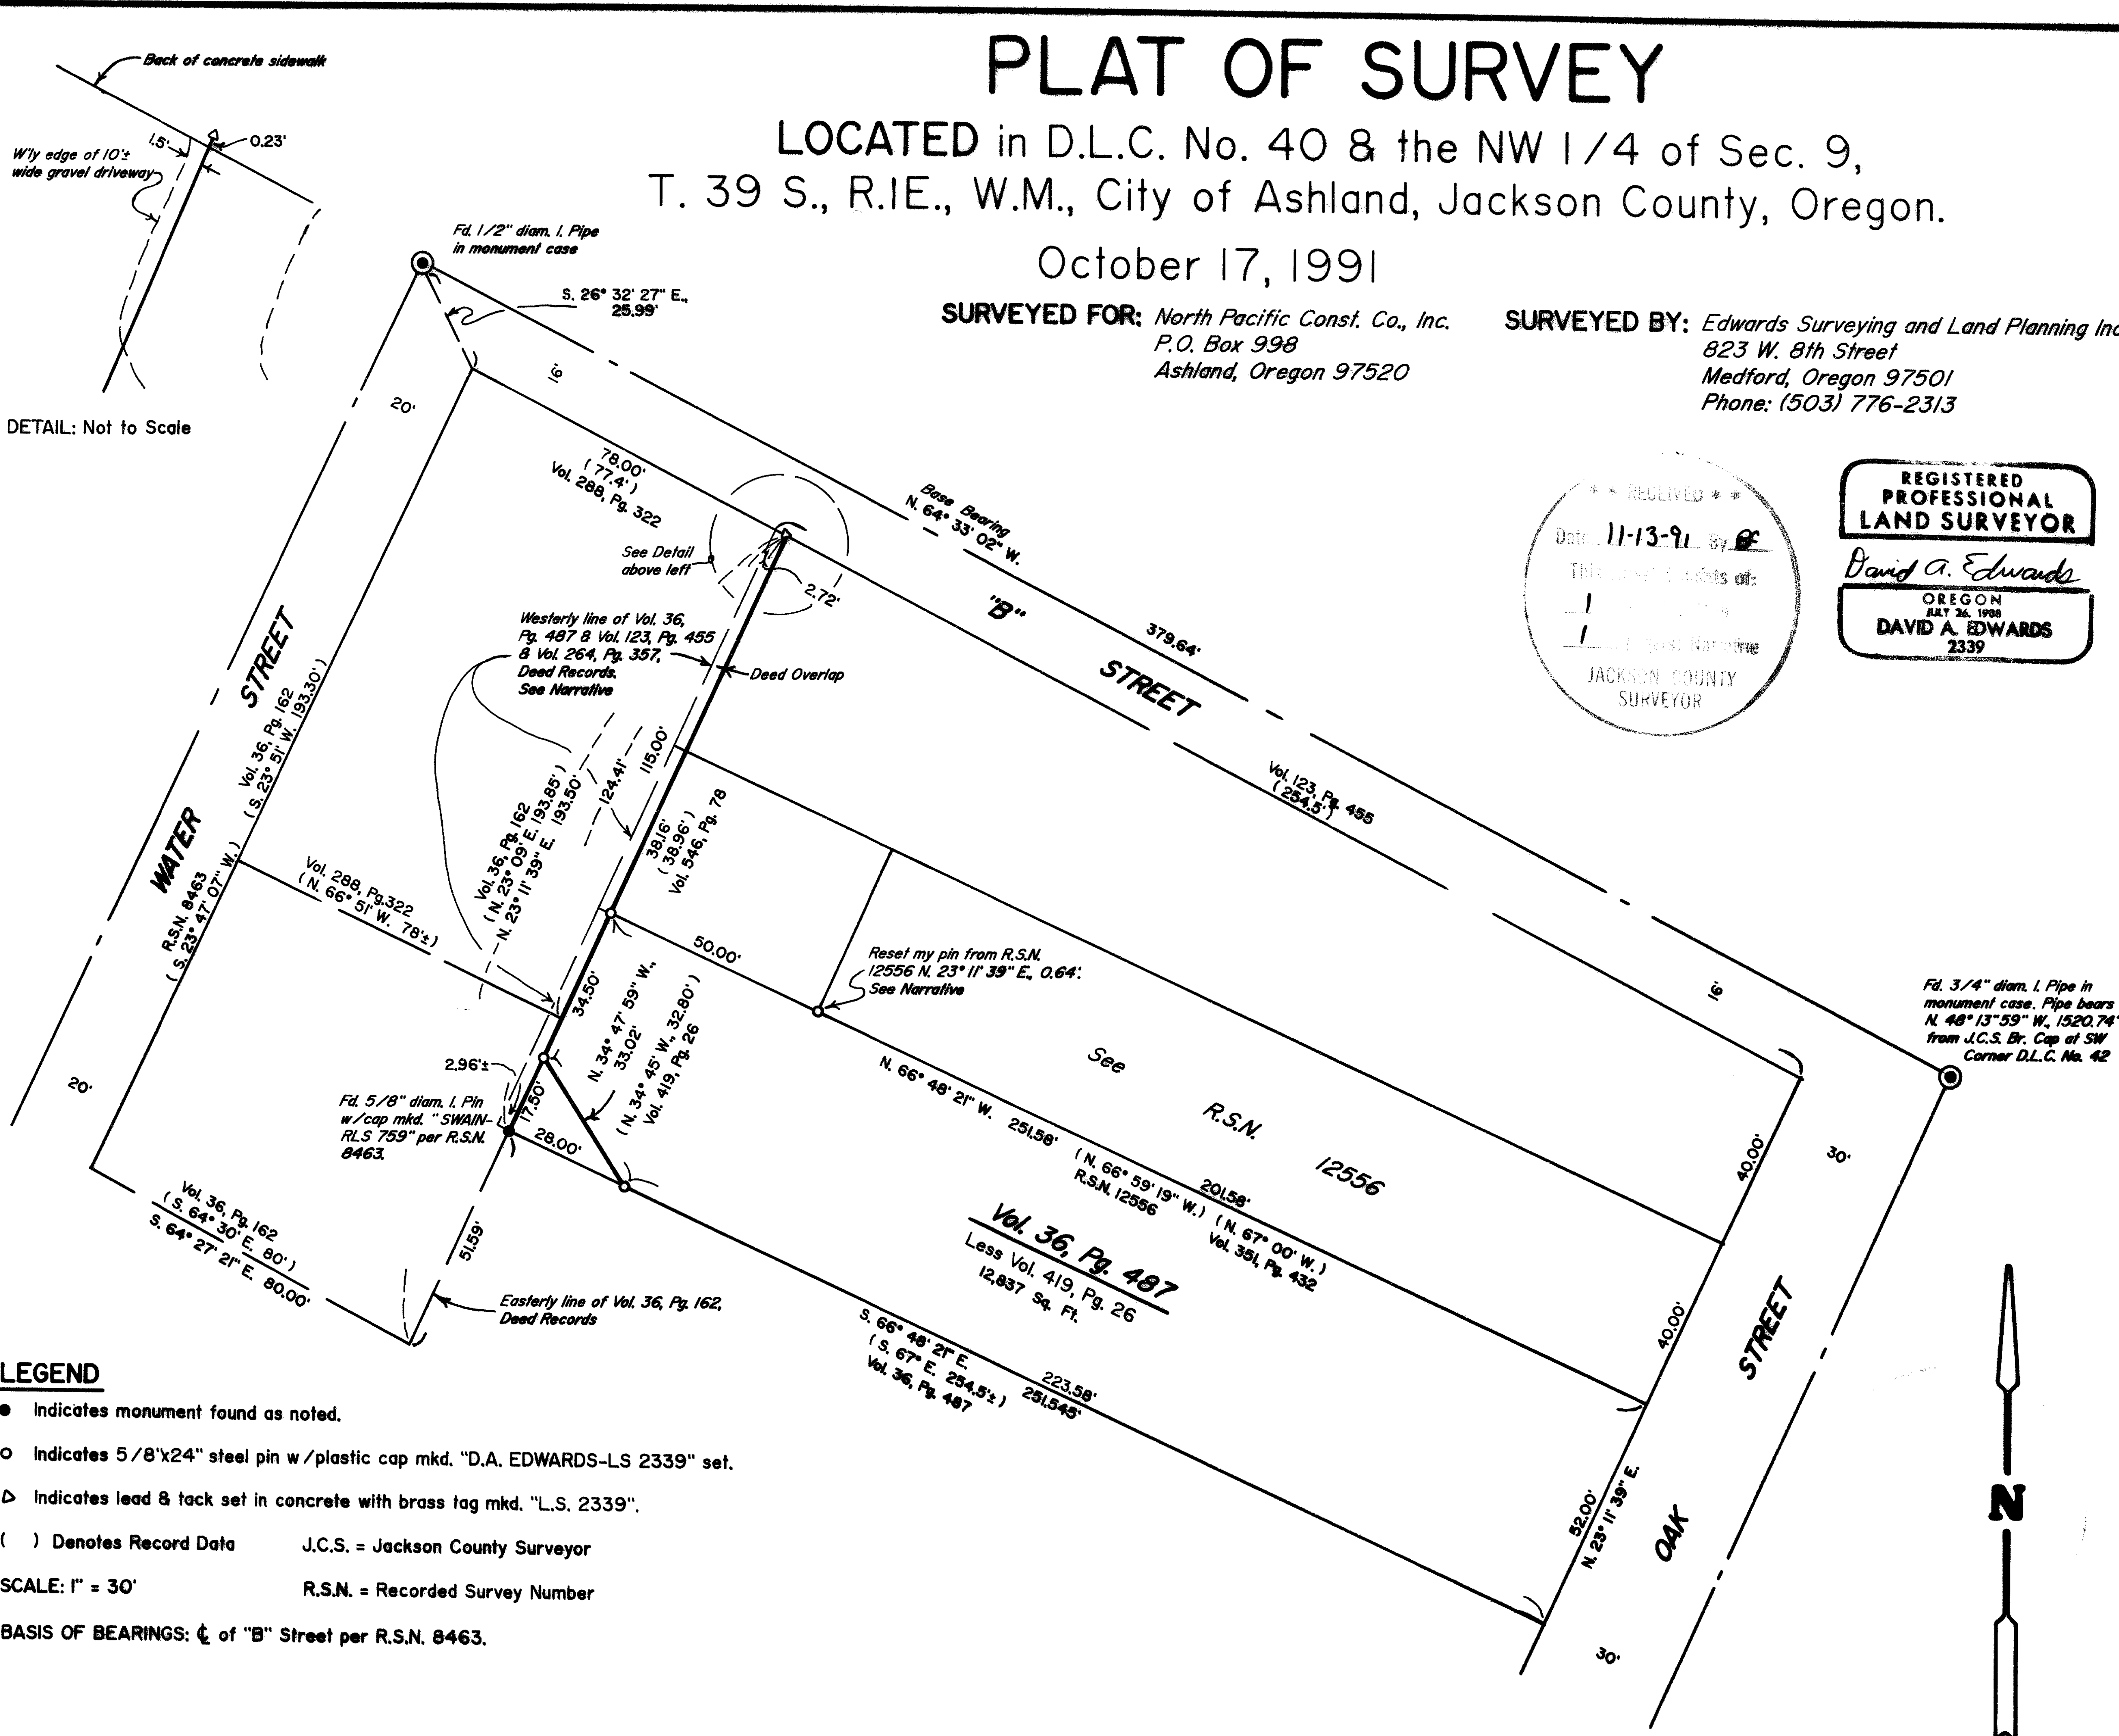 PLAT OF SURVEY
LOCATED in D.L.C. No. 40 & the NW 1/4 of Sec. 9,
T. 39 S., R.1E., W.M., City of Ashland, Jackson County, Oregon.
October 17, 1991
SURVEYED FOR: North Pacific Const. Co., Inc.
P.O. Box 998
Ashland, Oregon 97520
SURVEYED BY: Edwards Surveying and Land Planning Inc
823 W. 8th Street
Medford, Oregon 97501
Phone: (503) 776-2313
* * RECEIVED * *
Date 11-13-91 By
This
of:
1
1
Narrative
JACKSON COUNTY
SURVEYOR
REGISTERED
PROFESSIONAL
LAND SURVEYOR
David A. Edwards
OREGON
JULY 26, 1988
DAVID A. EDWARDS
2339
Back of concrete sidewalk
1.5'
0.23'
W'ly edge of 10'±
wide gravel driveway
DETAIL: Not to Scale
Fd. 1/2" diam. I. Pipe
in monument case
S. 26° 32' 27" E.,
25.99'
16'
20'
78.00'
( 77.4' )
Vol. 288, Pg. 322
Base Bearing
N. 64° 33' 02" W.
379.64'
See Detail
above left
2.72'
"B"
STREET
Westerly line of Vol. 36,
Pg. 487 & Vol. 123, Pg. 455
& Vol. 264, Pg. 357,
Deed Records.
See Narrative
Deed Overlap
WATER
STREET
Vol. 36, Pg. 162
( S. 23° 51' W. 193.30' )
R.S.N. 8463
( S. 23° 47' 07" W. )
Vol. 36, Pg. 162
( N. 23° 09' E. 193.85' )
N. 23° 11' 39" E. 193.50'
124.41'
115.00'
38.16'
( 38.96' )
Vol. 546, Pg. 78
Vol. 123, Pg. 455
( 254.5' )
Vol. 288, Pg.322
( N. 66° 51' W. 78'± )
50.00'
Reset my pin from R.S.N.
12556 N. 23° 11' 39" E., 0.64'.
See Narrative
34.50'
N. 34° 47' 59" W.,
33.02'
( N. 34° 45' W., 32.80' )
Vol. 419, Pg. 26
2.96'±
17.50'
28.00'
Fd. 5/8" diam. I. Pin
w/cap mkd. "SWAIN-
RLS 759" per R.S.N.
8463.
16'
Fd. 3/4" diam. I. Pipe in
monument case. Pipe bears
N. 48° 13" 59" W., 1520.74'
from J.C.S. Br. Cap at SW
Corner D.L.C. No. 42
See
R.S.N.
12556
N. 66° 48' 21" W. 251.58'
( N. 66° 59' 19" W. )
R.S.N. 12556
201.58'
( N. 67° 00' W. )
Vol. 351, Pg. 432
20'
40.00'
30'
Vol. 36, Pg. 487
Less Vol. 419, Pg. 26
12,837 Sq. Ft.
Vol. 36, Pg. 162
( S. 64° 30' E. 80' )
S. 64° 27' 21" E. 80.00'
51.59'
Easterly line of Vol. 36, Pg. 162,
Deed Records
40.00'
OAK
STREET
S. 66° 48' 21" E. 223.58'
( S. 67° E. 254.5'± ) 251.545'
Vol. 36, Pg. 487
52.00'
N. 23° 11' 39" E.
30'
N
LEGEND
Indicates monument found as noted.
Indicates 5/8"x24" steel pin w/plastic cap mkd. "D.A. EDWARDS-LS 2339" set.
Indicates lead & tack set in concrete with brass tag mkd. "L.S. 2339".
( ) Denotes Record Data
J.C.S. = Jackson County Surveyor
SCALE: 1" = 30'
R.S.N. = Recorded Survey Number
BASIS OF BEARINGS: ℄ of "B" Street per R.S.N. 8463.